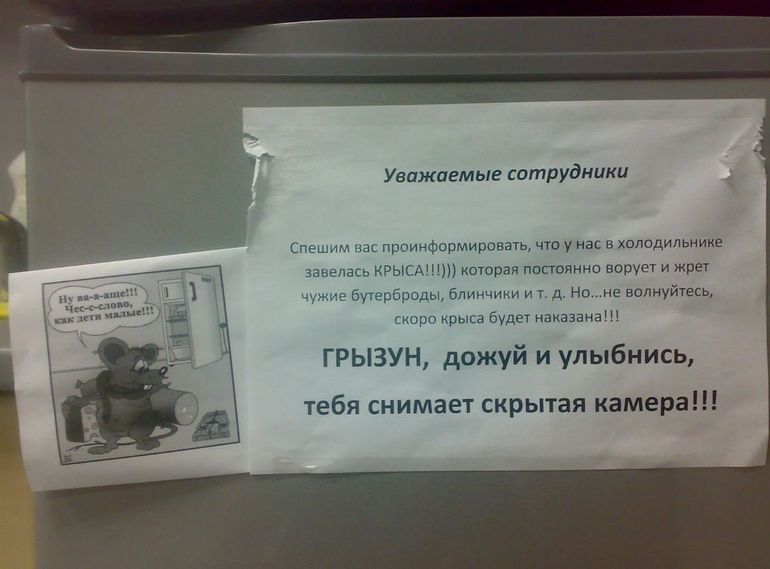 Уважаемые сотрудники
Спешим вас проинформировать, что у нас в холодильнике
завелась КРЫСА!!!))) которая постоянно ворует и жрет
чужие бутерброды, блинчики и т. д. Но...не волнуйтесь,
скоро крыса будет наказана!!!
ГРЫЗУН, дожуй и улыбнись,
тебя снимает скрытая камера!!!
Ну ва-а-аще!!!
Чес-с-слово,
как дети малые!!!